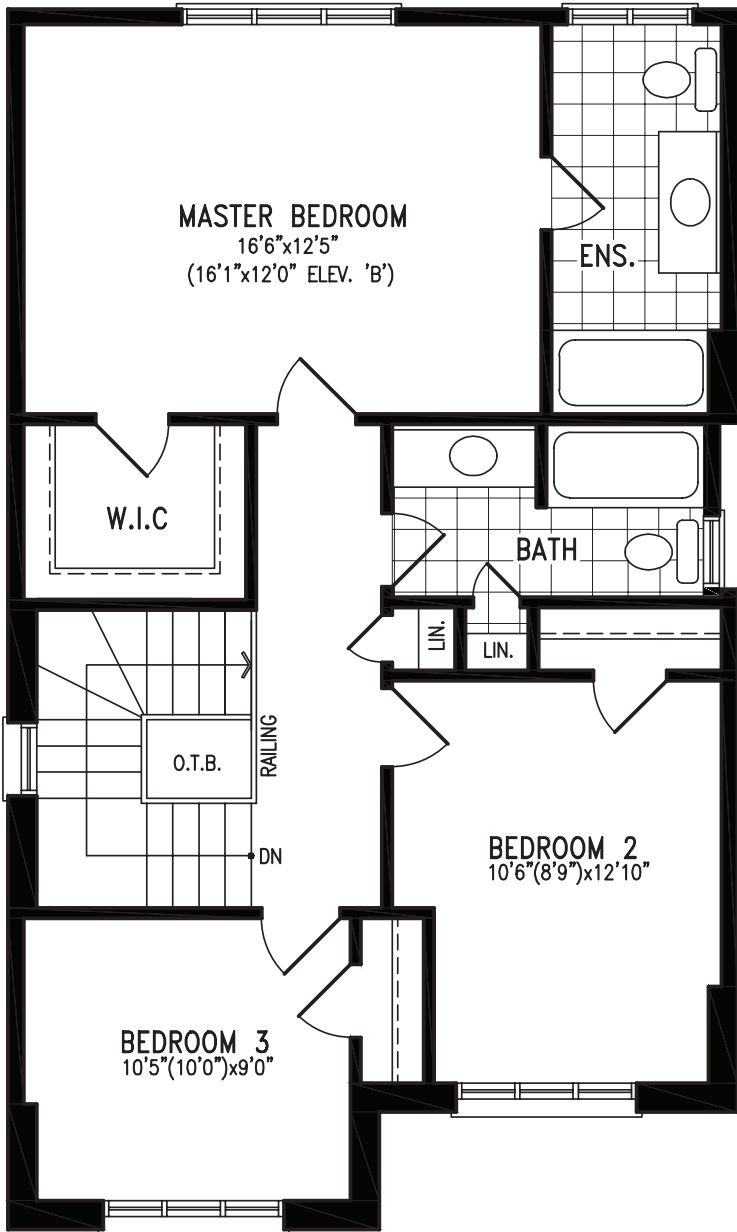 MASTER BEDROOM
16'6"x12'5"
(16'1"x12'0" ELEV. 'B')
ENS.
W.I.C
BATH
LIN.
LIN.
RAILING
O.T.B.
DN
BEDROOM 2
10'6"(8'9")x12'10"
BEDROOM 3
10'5"(10'0")x9'0"